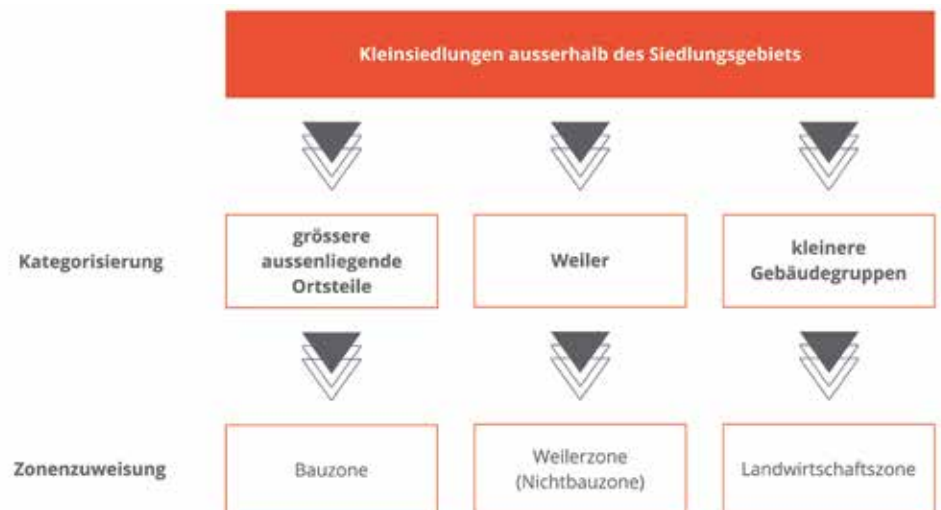 Kleinsiedlungen ausserhalb des Siedlungsgebiets
Kategorisierung
grössere
aussenliegende
Ortsteile
Weiler
kleinere
Gebäudegruppen
Zonenzuweisung
Bauzone
Weilerzone
(Nichtbauzone)
Landwirtschaftszone